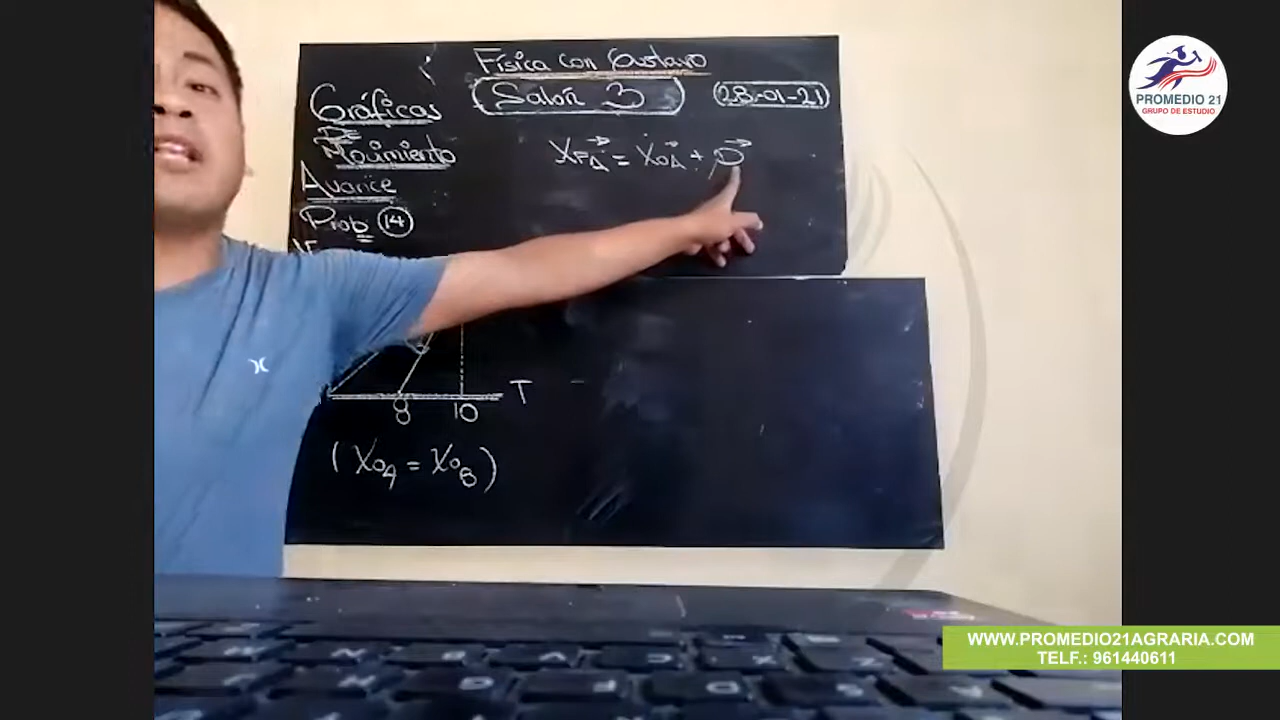 Física con Gustavo
Salón 3
(28-01-21)
Gráficas
De
Movimiento
Avance
Prob 14
XFA = XOA + D
8 10 T
(XOA = XOB)
PROMEDIO 21
GRUPO DE ESTUDIO
WWW.PROMEDIO21AGRARIA.COM
TELF.: 961440611